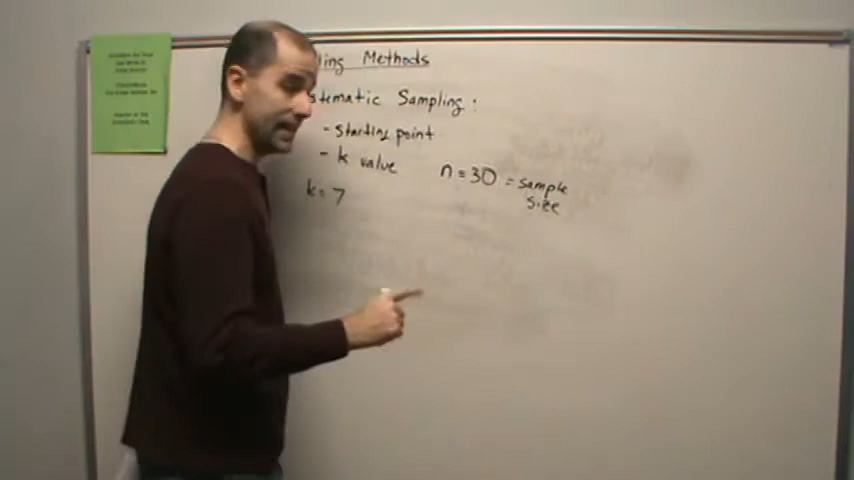 ling Methods
stematic Sampling :
- starting point
- k value
n = 30 = sample size
k = 7